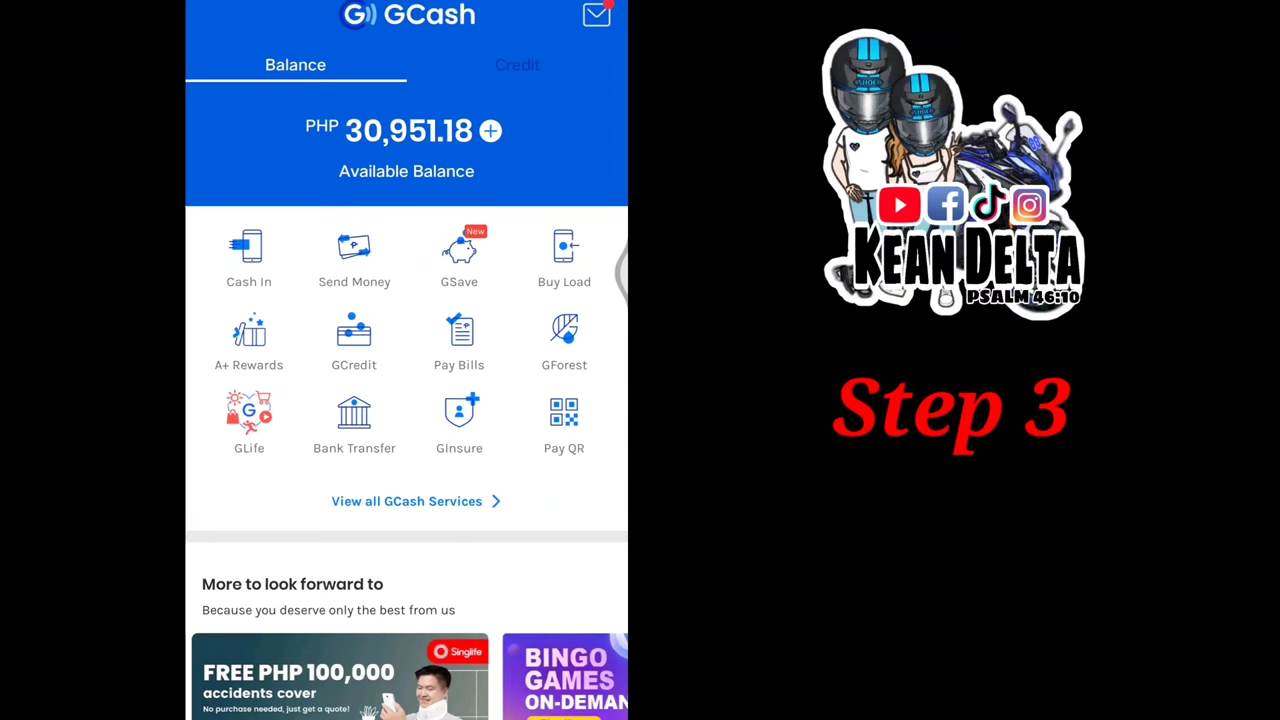 GCash
Balance
Credit
PHP 30,951.18
Available Balance
New
Cash In
Send Money
GSave
Buy Load
A+ Rewards
GCredit
Pay Bills
GForest
G
GLife
Bank Transfer
GInsure
Pay QR
View all GCash Services
More to look forward to
Because you deserve only the best from us
Singlife
FREE PHP 100,000
accidents cover
No purchase needed, just get a quote!
BINGO
GAMES
ON-DEMAN
SHOEI
KEAN DELTA
PSALM 46:10
Step 3